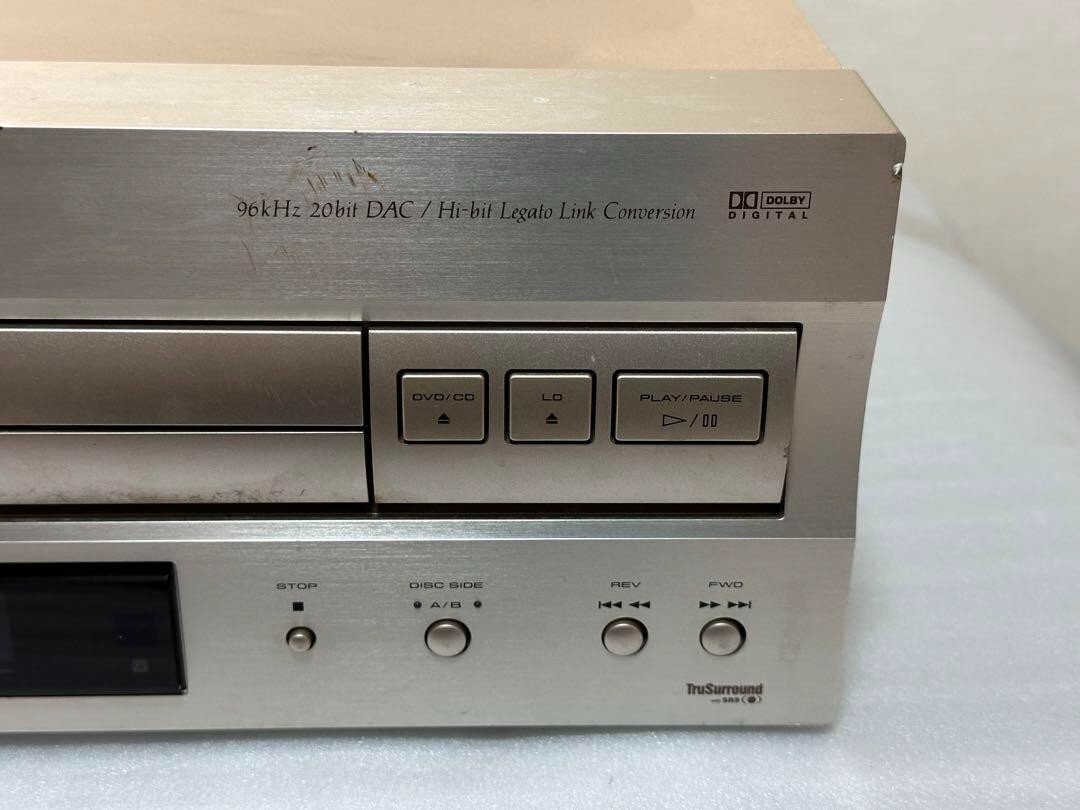 96kHz 20bit DAC / Hi-bit Legato Link Conversion
DOLBY
DIGITAL
DVD/CD
LD
PLAY/PAUSE
STOP
DISC SIDE
A/B
REV
FWD
TruSurround
SRS